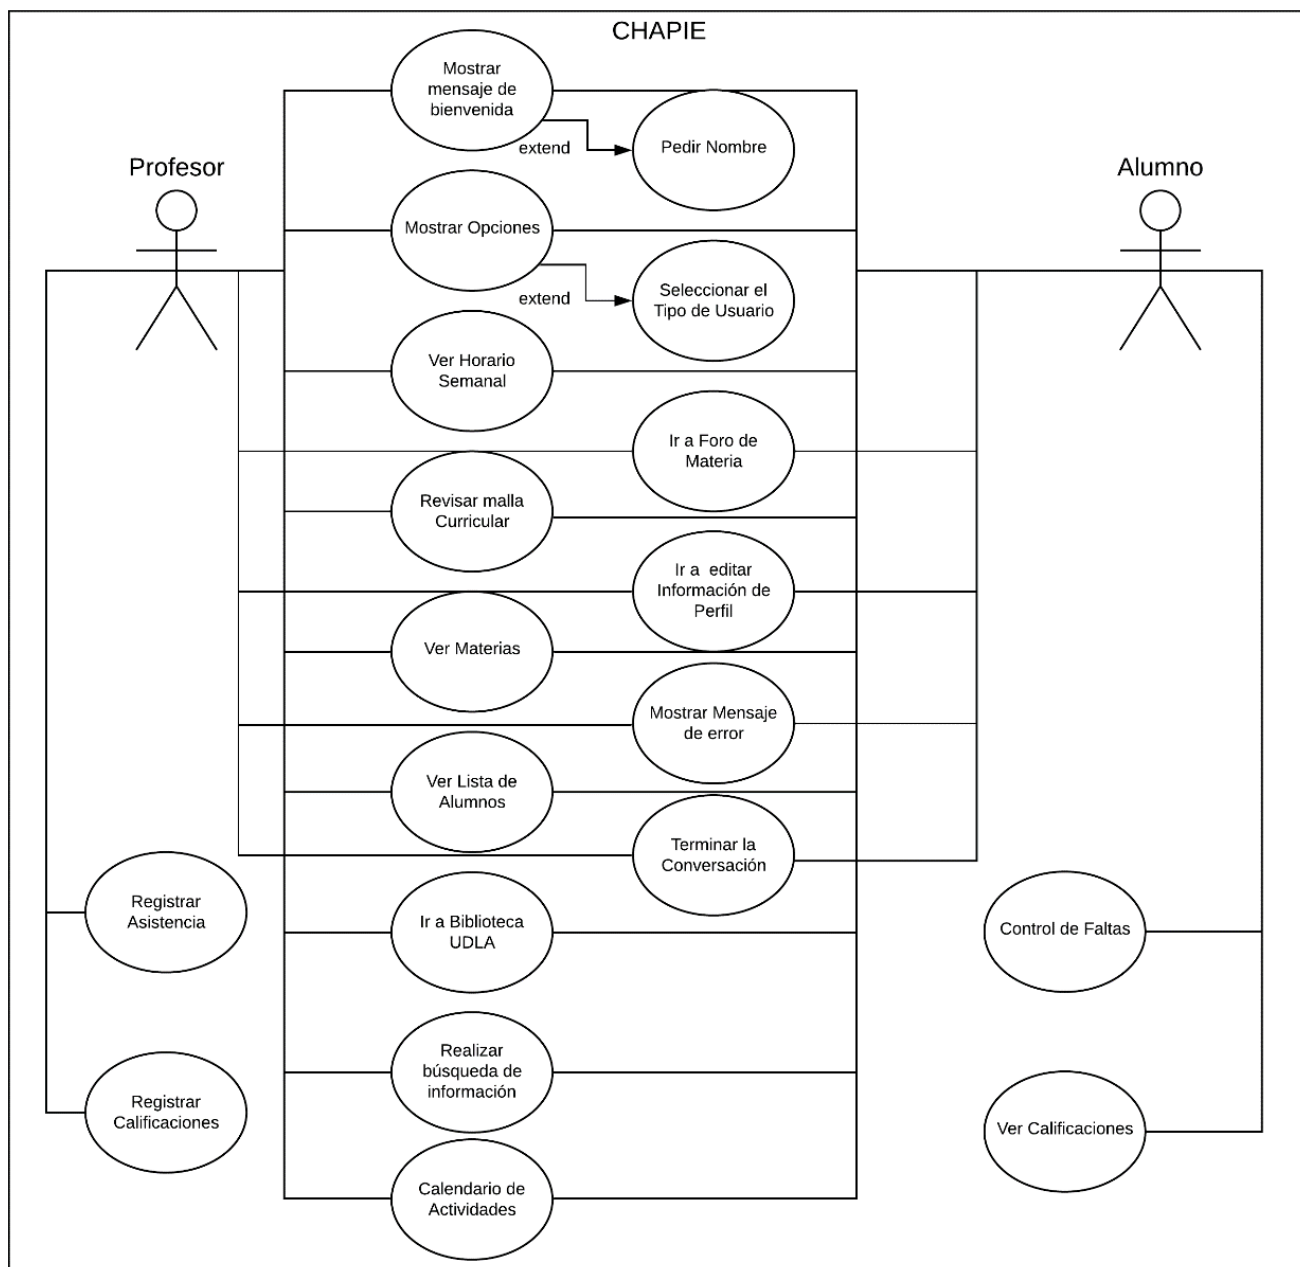 CHAPIE
Mostrar
mensaje de
bienvenida
extend
Pedir Nombre
Profesor
Alumno
Mostrar Opciones
extend
Seleccionar el
Tipo de Usuario
Ver Horario
Semanal
Ir a Foro de
Materia
Revisar malla
Curricular
Ir a editar
Información de
Perfil
Ver Materias
Mostrar Mensaje
de error
Ver Lista de
Alumnos
Terminar la
Conversación
Registrar
Asistencia
Ir a Biblioteca
UDLA
Control de Faltas
Realizar
búsqueda de
información
Registrar
Calificaciones
Ver Calificaciones
Calendario de
Actividades